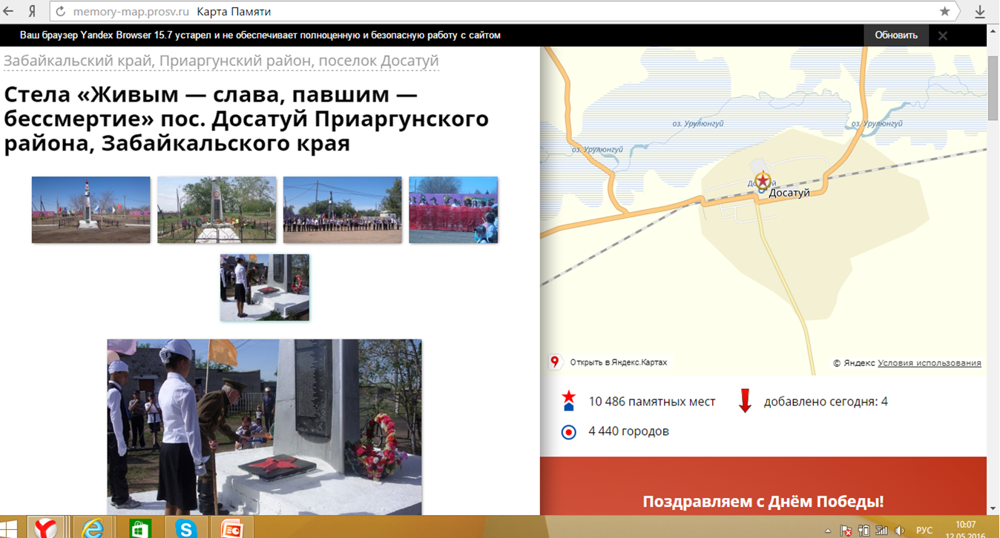 memory-map.prosv.ru Карта Памяти
Ваш браузер Yandex Browser 15.7 устарел и не обеспечивает полноценную и безопасную работу с сайтом
Обновить
Забайкальский край, Приаргунский район, поселок Досатуй
Стела «Живым — слава, павшим —
бессмертие» пос. Досатуй Приаргунского
района, Забайкальского края
оз. Урулюнгуй
оз. Урулюнгуй
оз. Урулюнгуй
Досатуй
Открыть в Яндекс.Картах
© Яндекс Условия использования
10 486 памятных мест
добавлено сегодня: 4
4 440 городов
Поздравляем с Днём Победы!
РУС
10:07
12.05.2016